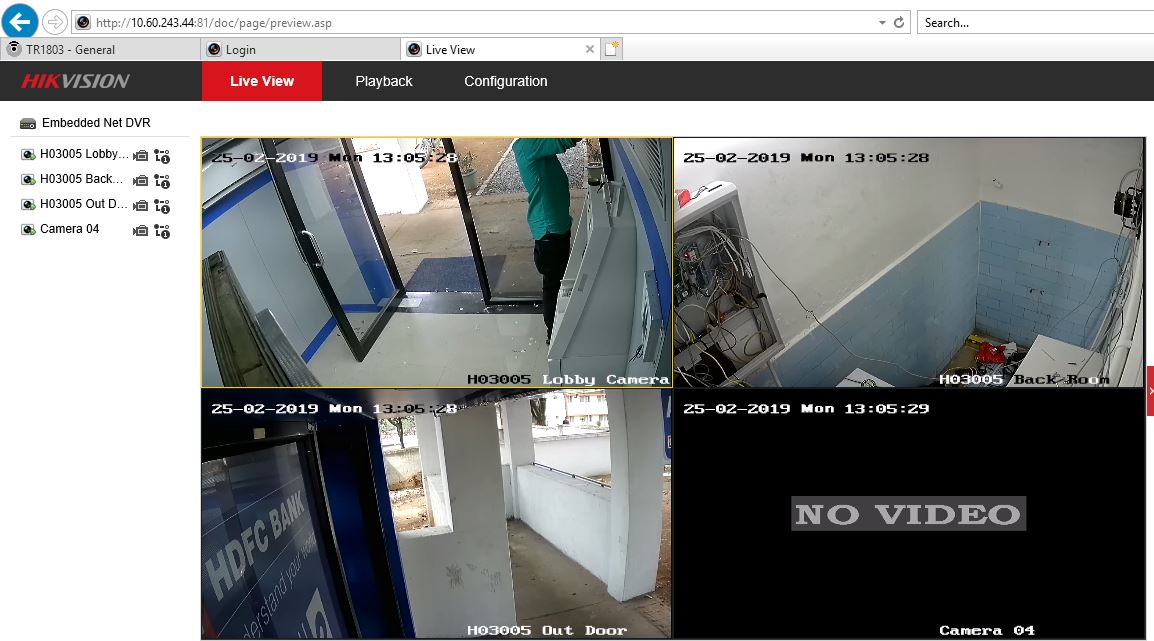 http://10.60.243.44:81/doc/page/preview.asp
Search...
TR1803 - General
Login
Live View
HIKVISION
Live View
Playback
Configuration
Embedded Net DVR
H03005 Lobby...
H03005 Back...
H03005 Out D...
Camera 04
25-02-2019 Mon 13:05:28
H03005 Lobby Camera
25-02-2019 Mon 13:05:28
H03005 Back Room
25-02-2019 Mon 13:05:28
HDFC BANK
understand your
H03005 Out Door
25-02-2019 Mon 13:05:29
NO VIDEO
Camera 04